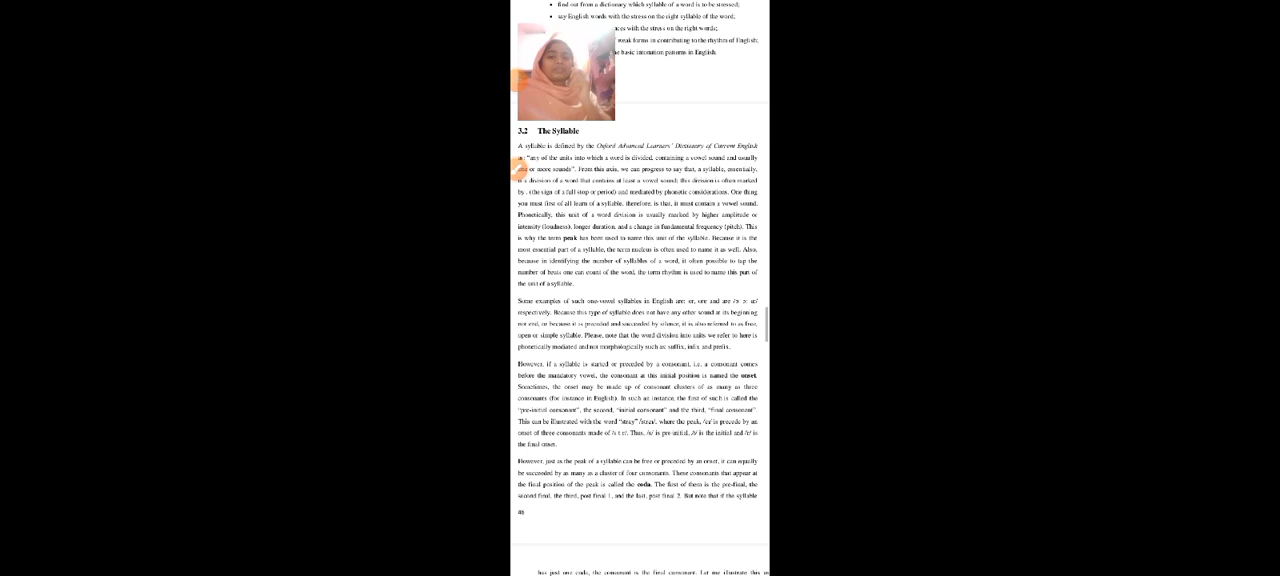 • find out from a dictionary which syllable of a word is to be stressed;
• say English words with the stress on the right syllable of the word;
ces with the stress on the right words;
weak forms in contributing to the rhythm of English;
e basic intonation patterns in English.
3.2 The Syllable
A syllable is defined by the Oxford Advanced Learners' Dictionary of Current English
"any of the units into which a word is divided, containing a vowel sound and usually
or more sounds". From this axis, we can progress to say that, a syllable, essentially,
is a division of a word that contains at least a vowel sound; this division is often marked
by . (the sign of a full stop or period) and mediated by phonetic considerations. One thing
you must first of all learn of a syllable, therefore, is that, it must contain a vowel sound.
Phonetically, this unit of a word division is usually marked by higher amplitude or
intensity (loudness), longer duration, and a change in fundamental frequency (pitch). This
is why the term peak has been used to name this unit of the syllable. Because it is the
most essential part of a syllable, the term nucleus is often used to name it as well. Also,
because in identifying the number of syllables of a word, it often possible to tap the
number of beats one can count of the word, the term rhythm is used to name this part of
the unit of a syllable.
Some examples of such one-vowel syllables in English are: or, and are
respectively. Because this type of syllable does not have any other sound at its beginning
nor end, or because it is preceded and succeeded by silence, it is also referred to as free,
open or simple syllable. Please, note that the word division into units we refer to here is
phonetically mediated and not morphologically such as: suffix, infix and prefix.
However, if a syllable is started or preceded by a consonant, i.e. a consonant comes
before the mandatory vowel, the consonant at this initial position is named the onset.
Sometimes, the onset may be made up of consonant clusters of as many as three
consonants (for instance in English). In such an instance, the first of such is called the
"pre-initial consonant", the second, "initial consonant" and the third, "final consonant".
This can be illustrated with the word "stray" where the peak, is precede by an
onset of three consonants made of Thus, /s/ is pre initial, /t/ is the initial and /r/ is
the final onset.
However, just as the peak of a syllable can be free or preceded by an onset, it can equally
be succeeded by as many as a cluster of four consonants. These consonants that appear at
the final position of the peak is called the coda. The first of them is the pre-final, the
second final, the third, post final 1, and the last, post final 2. But note that if the syllable
has just one coda, the consonant is the final consonant. Let me illustrate this